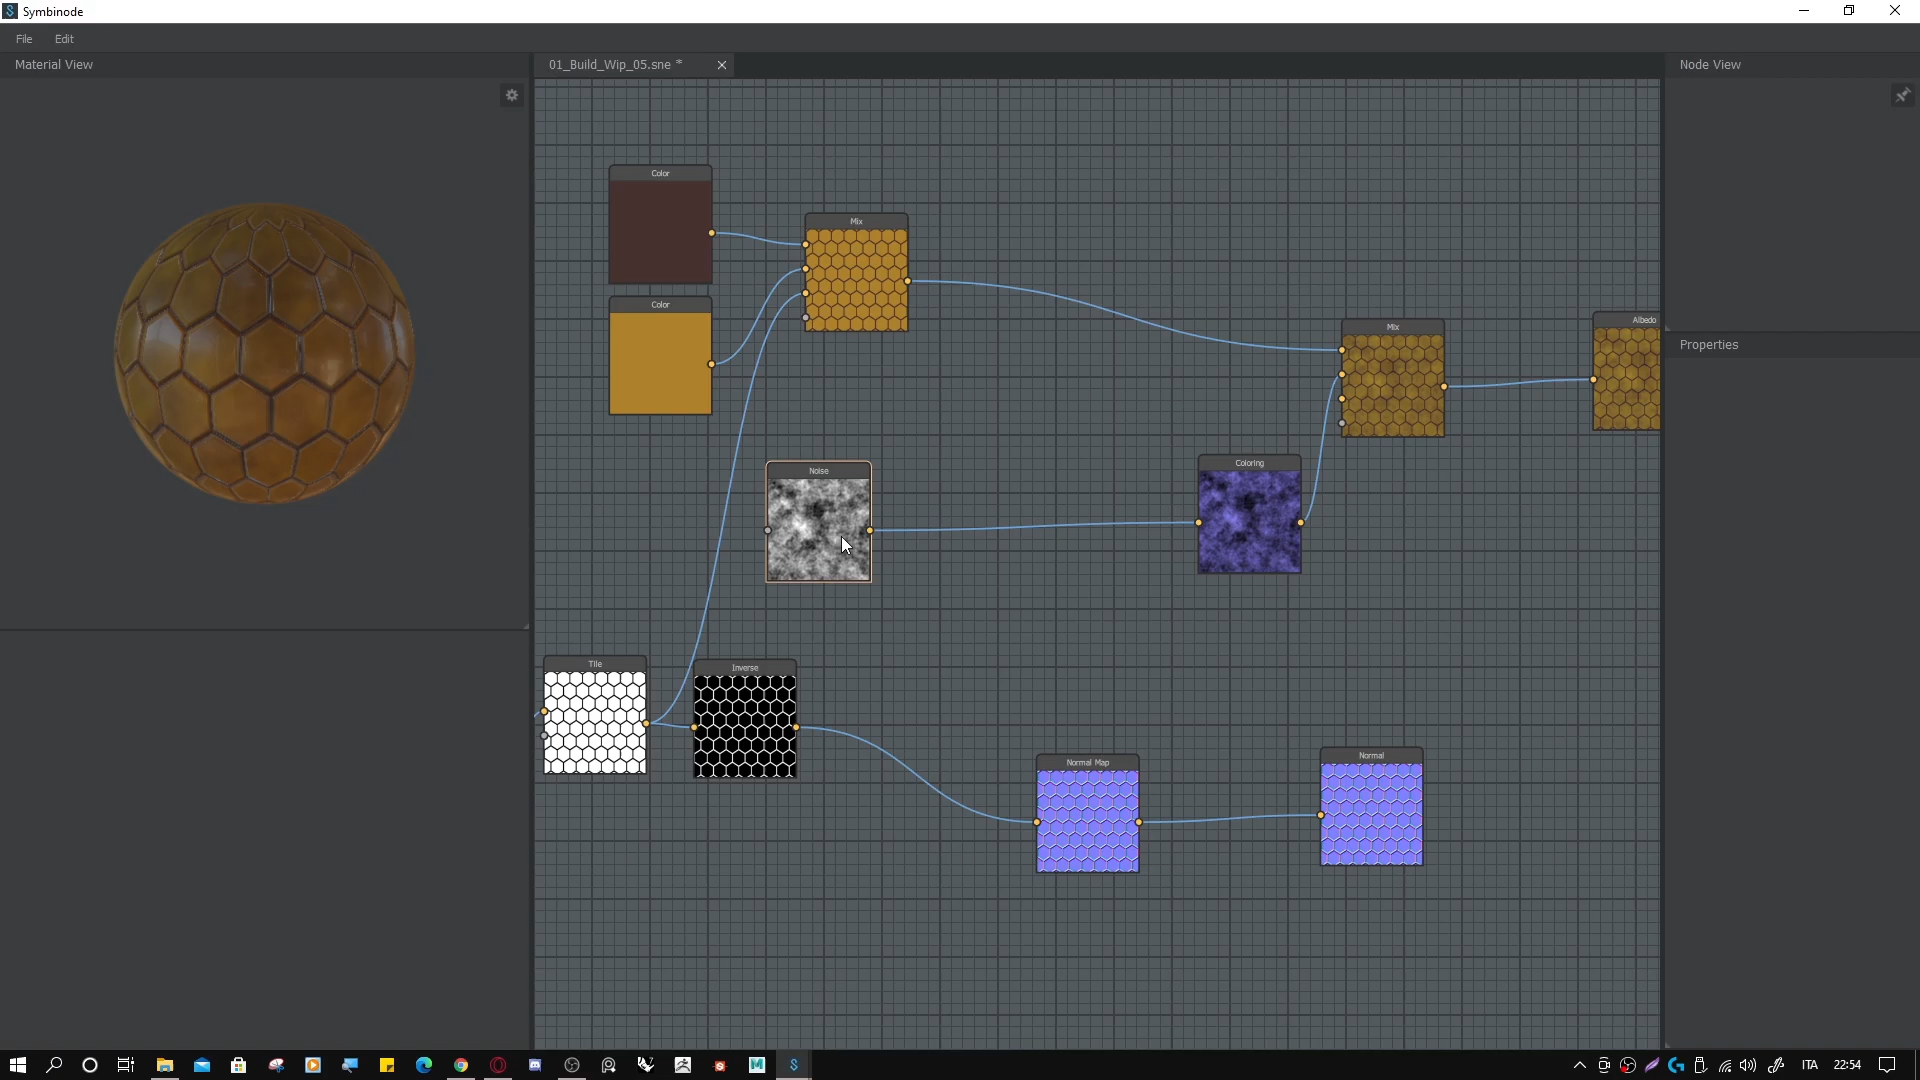 Symbinode
File Edit
Material View
01_Build_Wip_05.sne *
Node View
Color
Mix
Color
Albedo
Mix
Properties
Coloring
Noise
Tile
Inverse
Normal Map
Normal
ITA
22:54